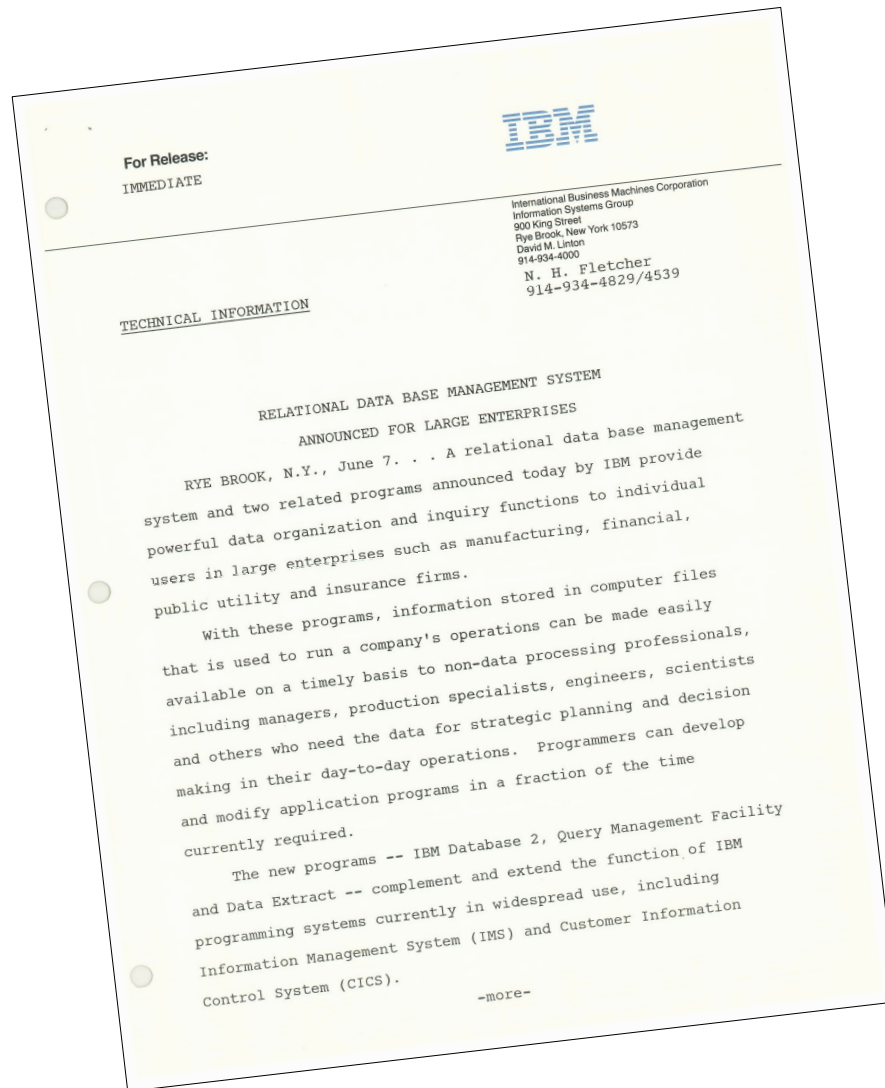 For Release:
IMMEDIATE
IBM
International Business Machines Corporation
Information Systems Group
900 King Street
Rye Brook, New York 10573
David M. Linton
914-934-4000
N. H. Fletcher
914-934-4829/4539
TECHNICAL INFORMATION
RELATIONAL DATA BASE MANAGEMENT SYSTEM
ANNOUNCED FOR LARGE ENTERPRISES
RYE BROOK, N.Y., June 7. . . A relational data base management
system and two related programs announced today by IBM provide
powerful data organization and inquiry functions to individual
users in large enterprises such as manufacturing, financial,
public utility and insurance firms.
With these programs, information stored in computer files
that is used to run a company's operations can be made easily
available on a timely basis to non-data processing professionals,
including managers, production specialists, engineers, scientists
and others who need the data for strategic planning and decision
making in their day-to-day operations. Programmers can develop
and modify application programs in a fraction of the time
currently required.
The new programs -- IBM Database 2, Query Management Facility
and Data Extract -- complement and extend the function of IBM
programming systems currently in widespread use, including
Information Management System (IMS) and Customer Information
Control System (CICS).
-more-